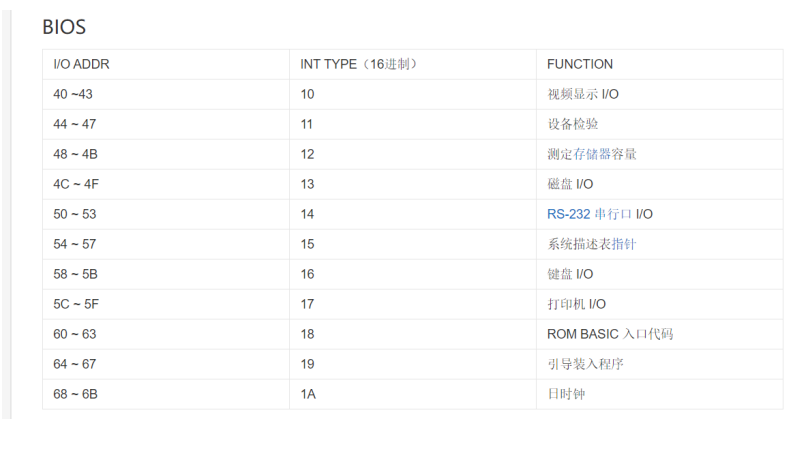 BIOS
I/O ADDR INT TYPE（16进制） FUNCTION
40 ~43 10 视频显示 I/O
44 ~ 47 11 设备检验
48 ~ 4B 12 测定存储器容量
4C ~ 4F 13 磁盘 I/O
50 ~ 53 14 RS-232 串行口 I/O
54 ~ 57 15 系统描述表指针
58 ~ 5B 16 键盘 I/O
5C ~ 5F 17 打印机 I/O
60 ~ 63 18 ROM BASIC 入口代码
64 ~ 67 19 引导装入程序
68 ~ 6B 1A 日时钟